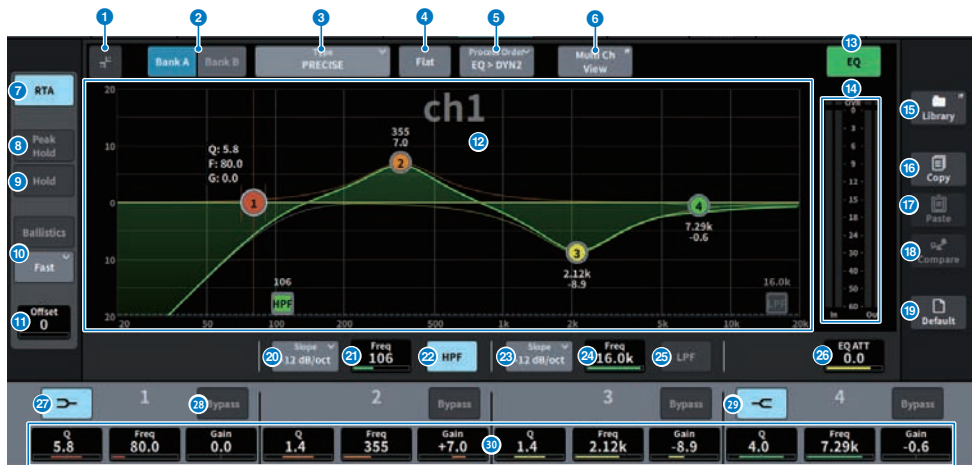 1 2 3 4 5 6
Bank A Bank B Type PRECISE Flat Process Order EQ > DYN2 Multi Ch View 13 EQ
7 RTA
8 Peak Hold
9 Hold
Ballistics
10 Fast
11 Offset 0
ch1
12
20
10
0
10
20
Q: 5.8
F: 80.0
G: 0.0
1
355
7.0
2
3
2.12k
-8.9
4
7.29k
-0.6
106
HPF
16.0k
LPF
20 50 100 200 500 1k 2k 5k 10k 20k
14
OVR
0
3
6
9
12
15
18
24
30
40
50
60
In Out
15 Library
16 Copy
17 Paste
18 Compare
19 Default
20 Slope 12 dB/oct 21 Freq 106 22 HPF 23 Slope 12 dB/oct 24 Freq 16.0k 25 LPF 26 EQ ATT 0.0
27 1 28 Bypass 2 Bypass 3 Bypass 29 4 Bypass
Q Freq Gain Q Freq Gain 30 Q Freq Gain Q Freq Gain
5.8 80.0 0.0 1.4 355 +7.0 1.4 2.12k -8.9 4.0 7.29k -0.6